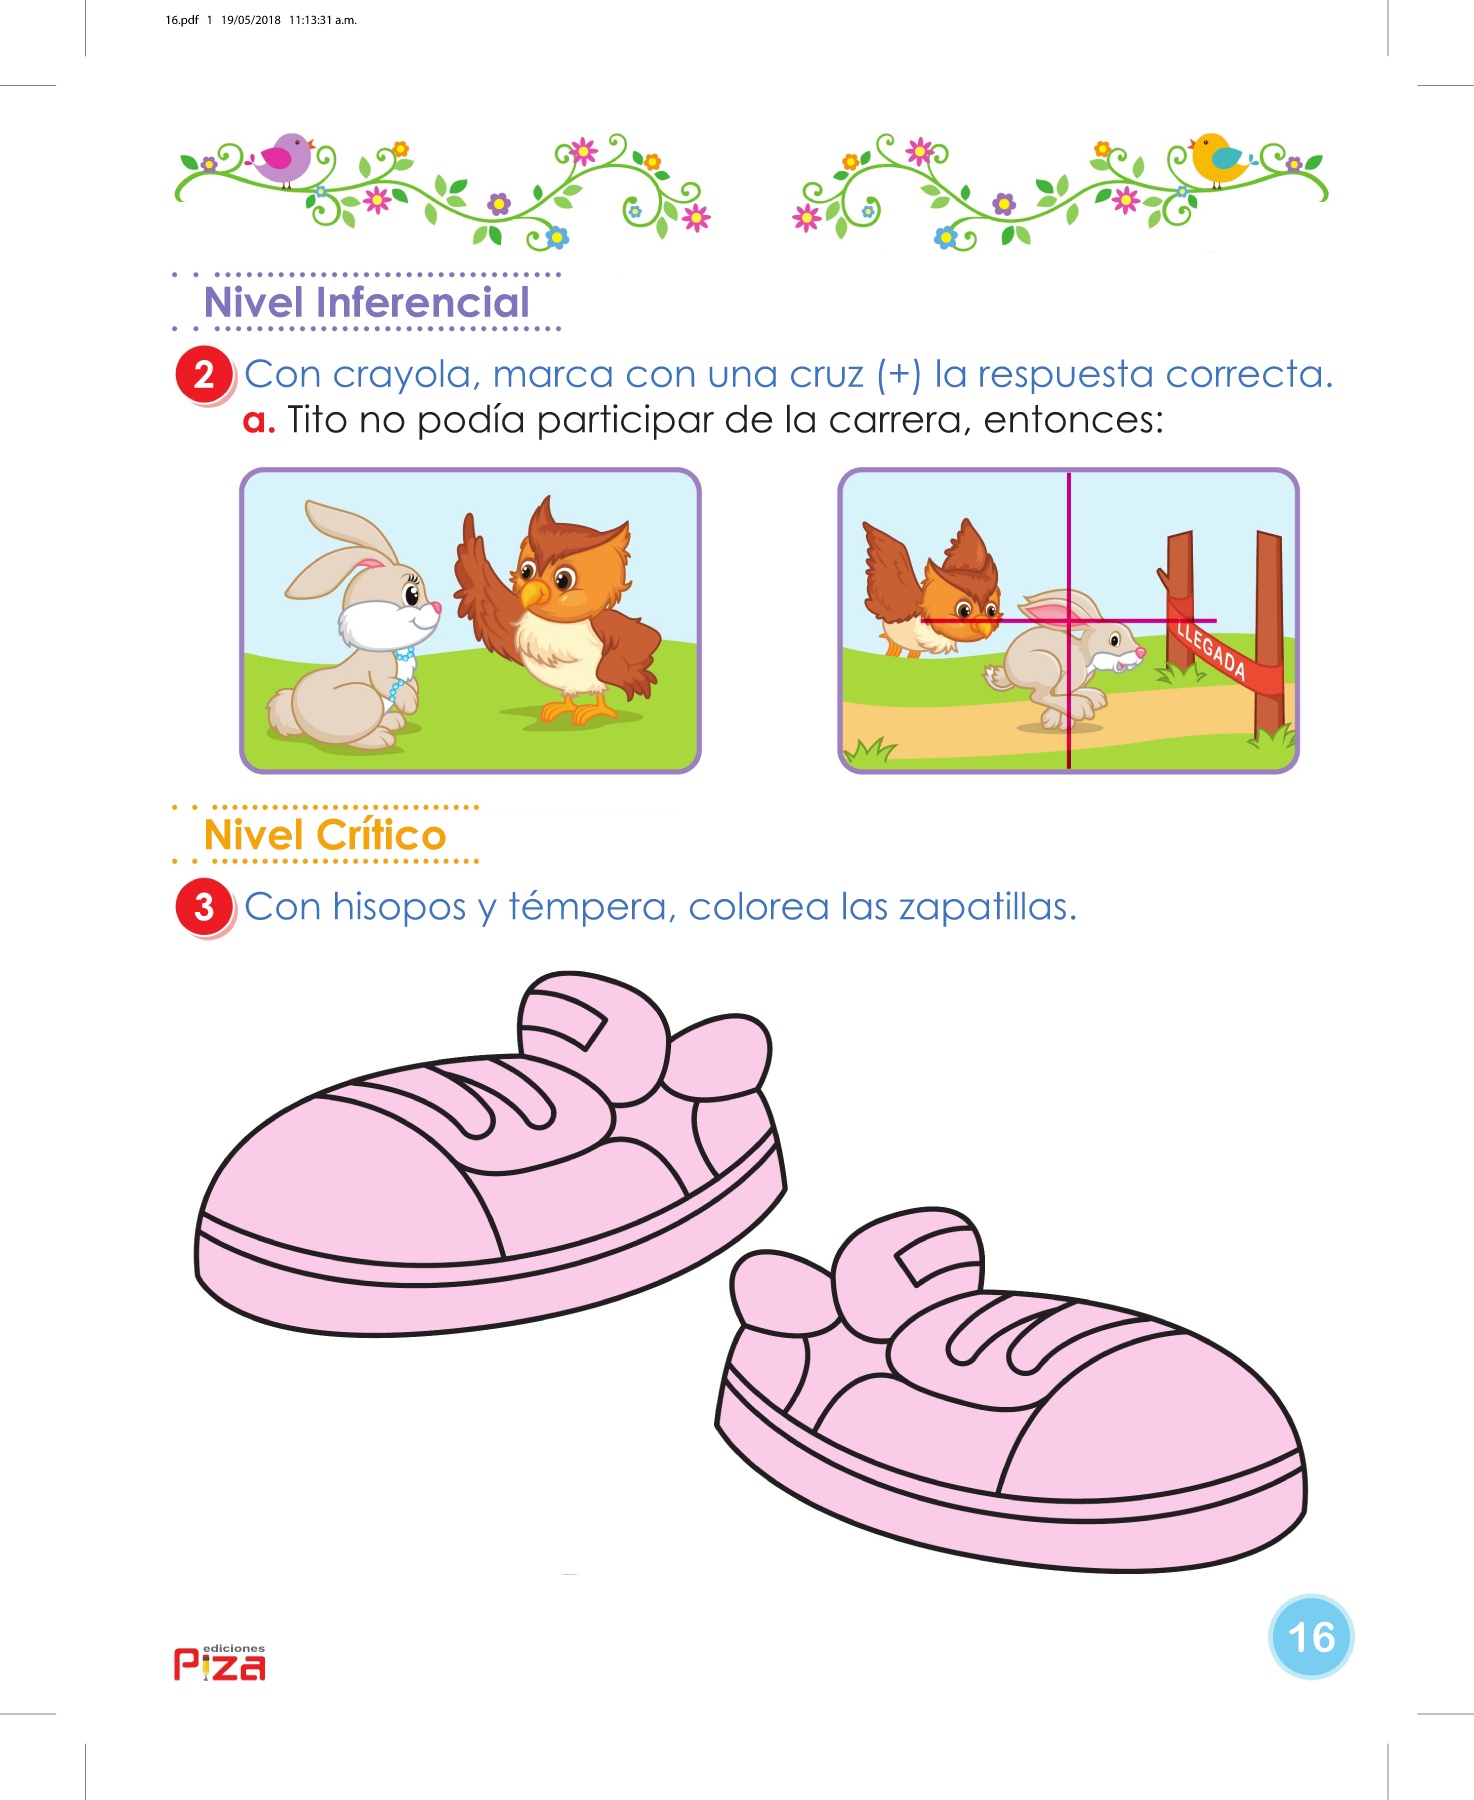 16.pdf 1 19/05/2018 11:13:31 a.m.
Nivel Inferencial
2 Con crayola, marca con una cruz (+) la respuesta correcta.
a. Tito no podía participar de la carrera, entonces:
LLEGADA
Nivel Crítico
3 Con hisopos y témpera, colorea las zapatillas.
ediciones
Piza
16